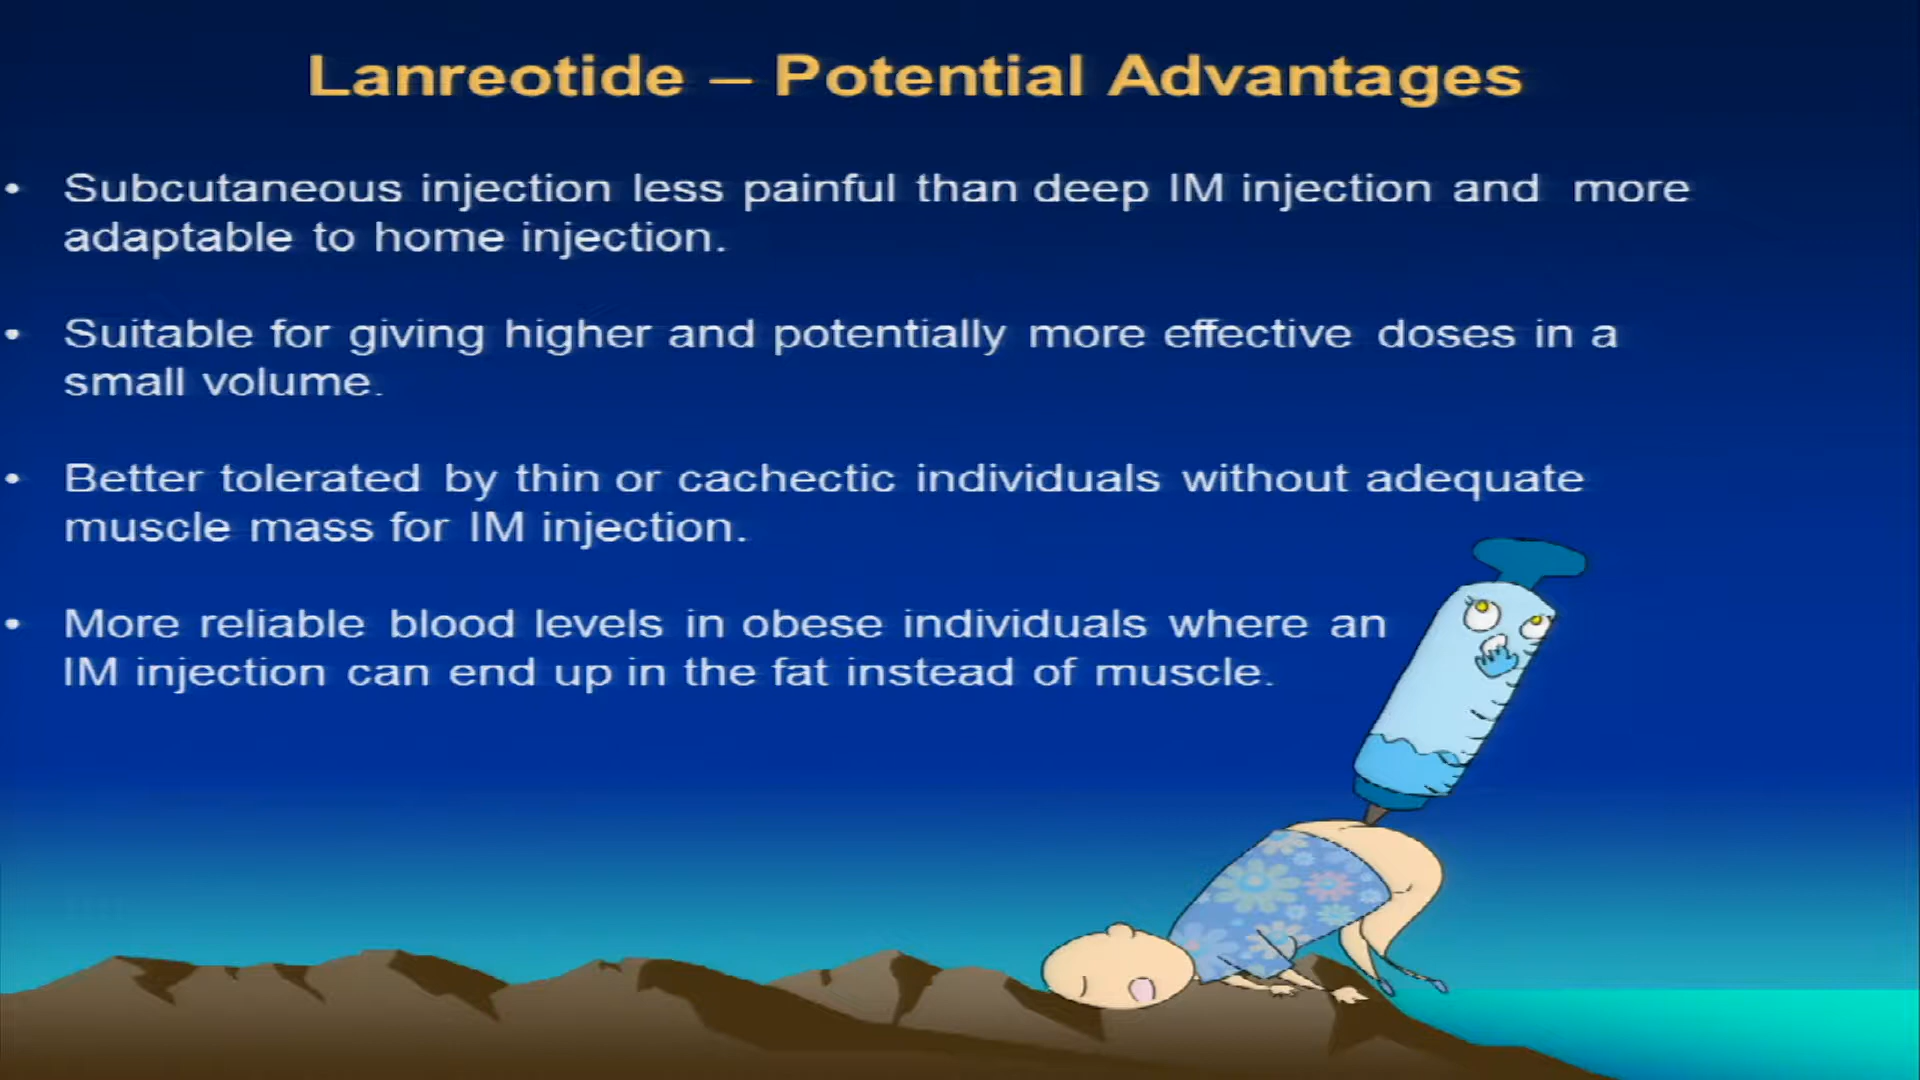 Lanreotide – Potential Advantages
• Subcutaneous injection less painful than deep IM injection and more
adaptable to home injection.
• Suitable for giving higher and potentially more effective doses in a
small volume.
• Better tolerated by thin or cachectic individuals without adequate
muscle mass for IM injection.
• More reliable blood levels in obese individuals where an
IM injection can end up in the fat instead of muscle.